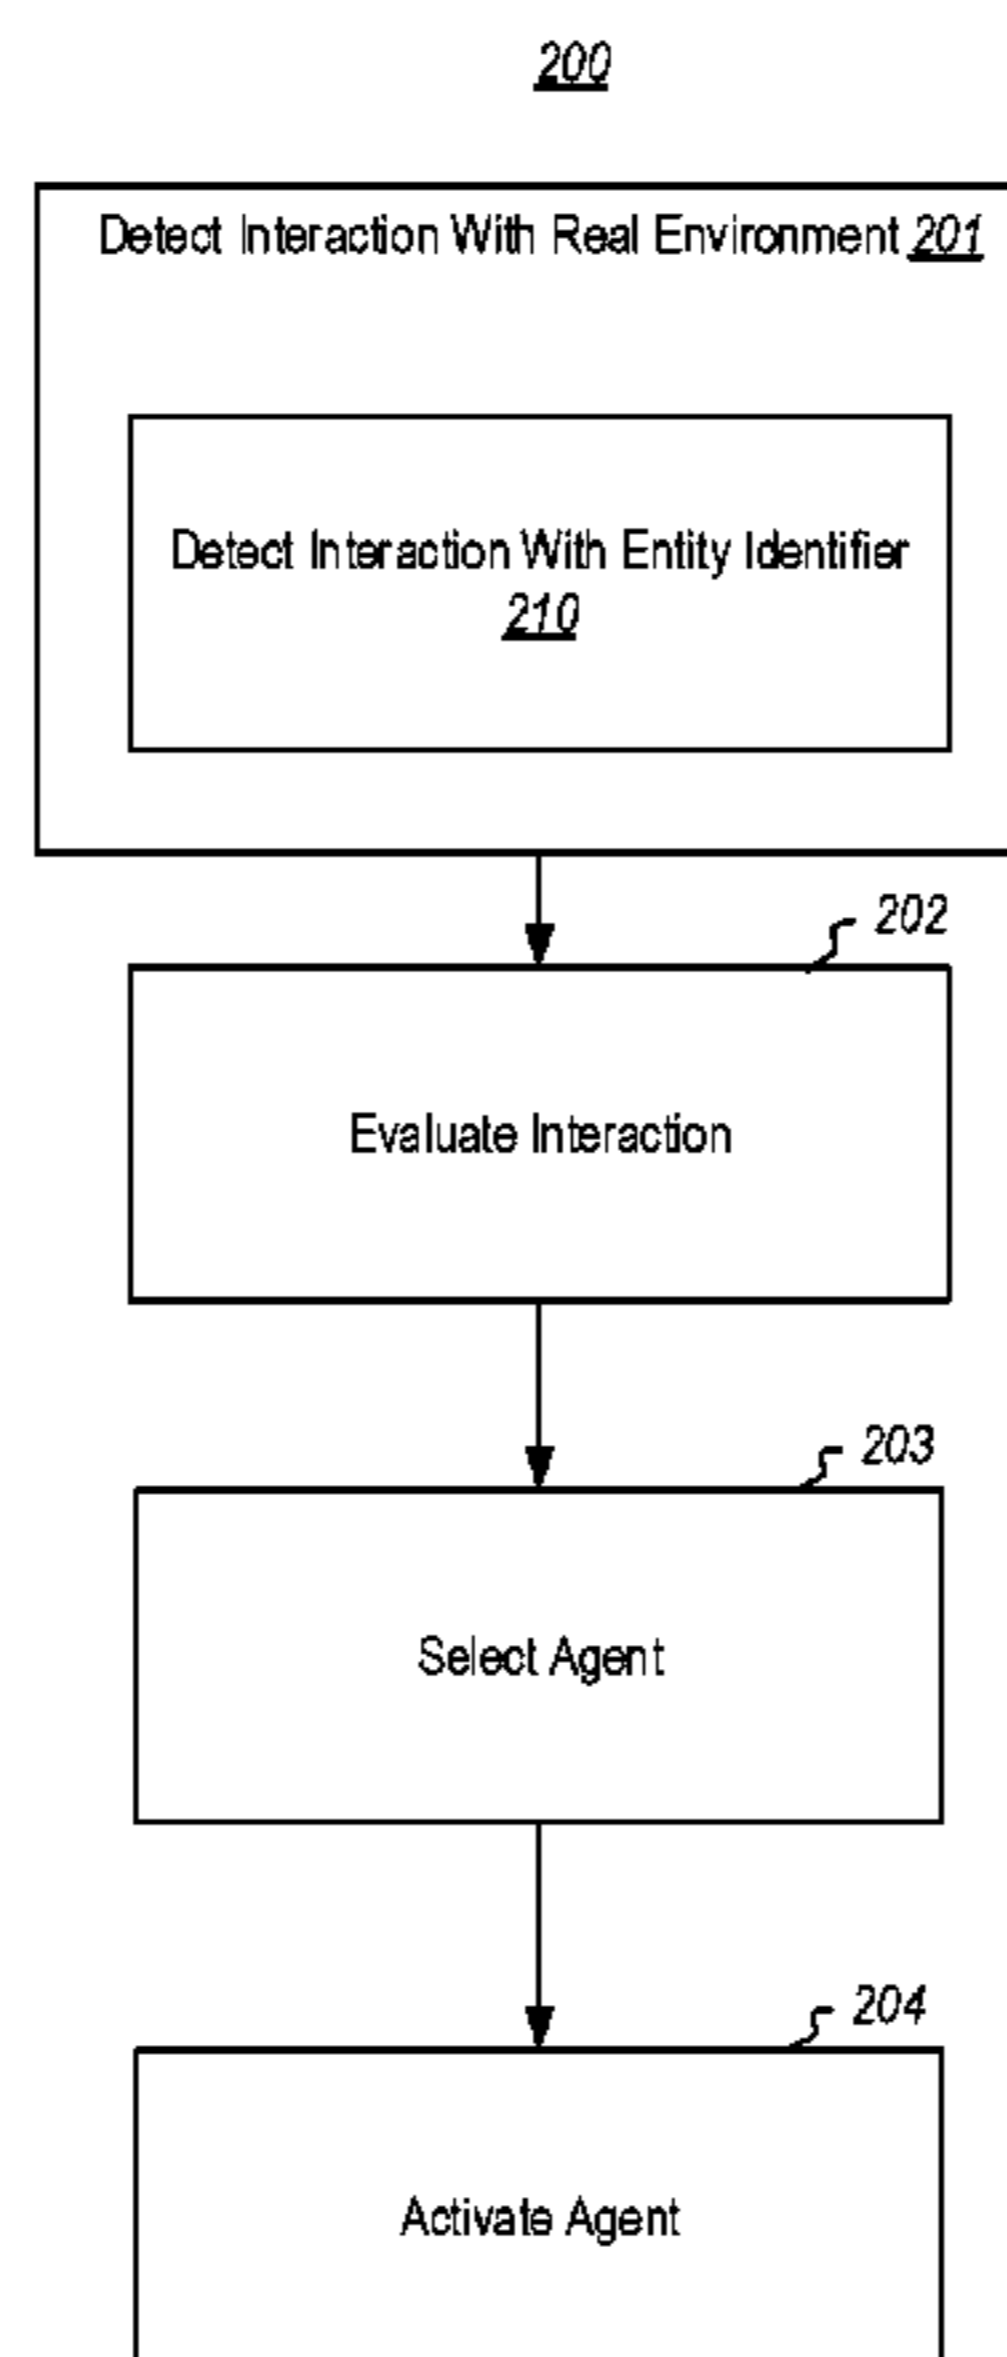 200
Detect Interaction With Real Environment 201
Detect Interaction With Entity Identifier
210
202
Evaluate Interaction
203
Select Agent
204
Activate Agent